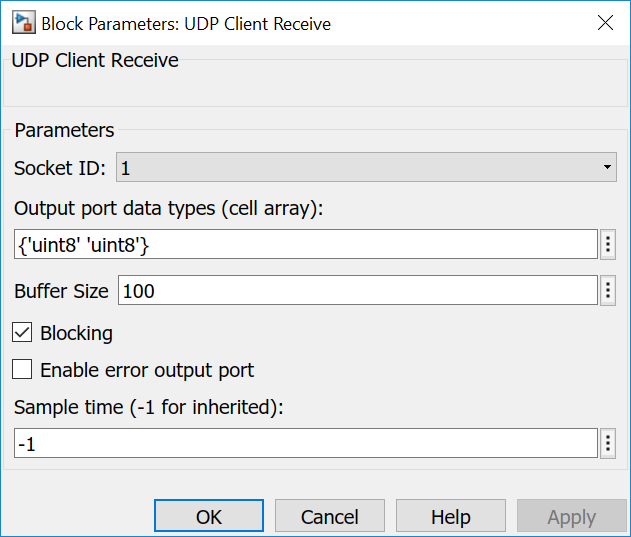 Block Parameters: UDP Client Receive
UDP Client Receive
Parameters
Socket ID: 1
Output port data types (cell array):
{'uint8' 'uint8'}
Buffer Size 100
Blocking
Enable error output port
Sample time (-1 for inherited):
-1
OK Cancel Help Apply